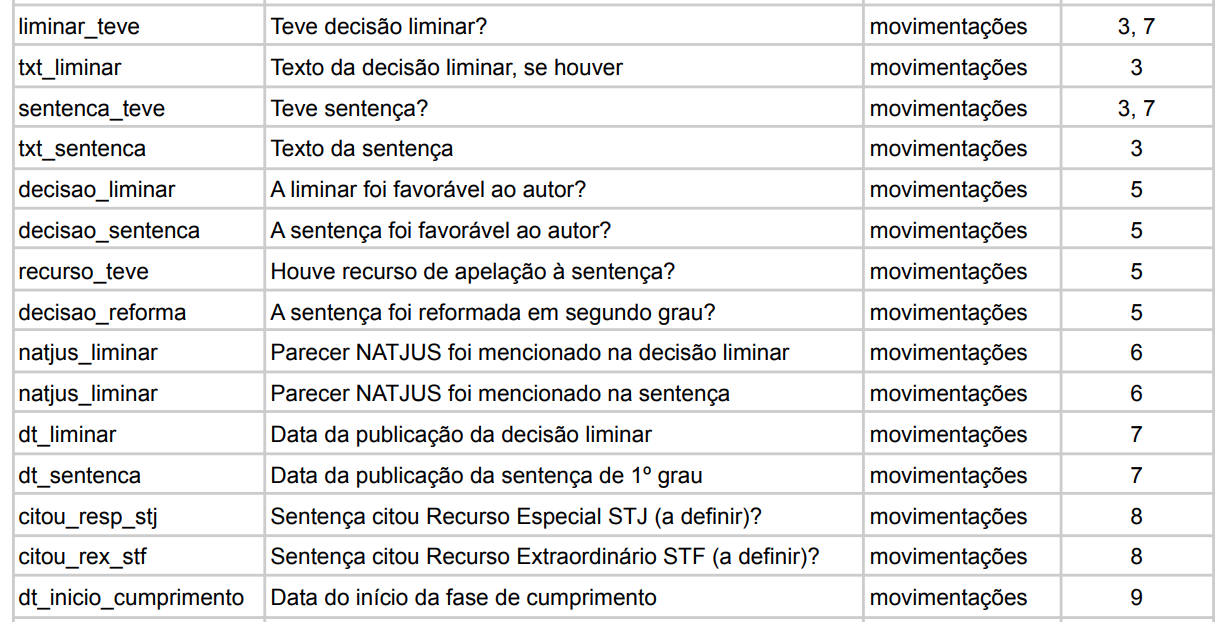 liminar_teve Teve decisão liminar? movimentações 3, 7
txt_liminar Texto da decisão liminar, se houver movimentações 3
sentenca_teve Teve sentença? movimentações 3, 7
txt_sentenca Texto da sentença movimentações 3
decisao_liminar A liminar foi favorável ao autor? movimentações 5
decisao_sentenca A sentença foi favorável ao autor? movimentações 5
recurso_teve Houve recurso de apelação à sentença? movimentações 5
decisao_reforma A sentença foi reformada em segundo grau? movimentações 5
natjus_liminar Parecer NATJUS foi mencionado na decisão liminar movimentações 6
natjus_liminar Parecer NATJUS foi mencionado na sentença movimentações 6
dt_liminar Data da publicação da decisão liminar movimentações 7
dt_sentenca Data da publicação da sentença de 1º grau movimentações 7
citou_resp_stj Sentença citou Recurso Especial STJ (a definir)? movimentações 8
citou_rex_stf Sentença citou Recurso Extraordinário STF (a definir)? movimentações 8
dt_inicio_cumprimento Data do início da fase de cumprimento movimentações 9